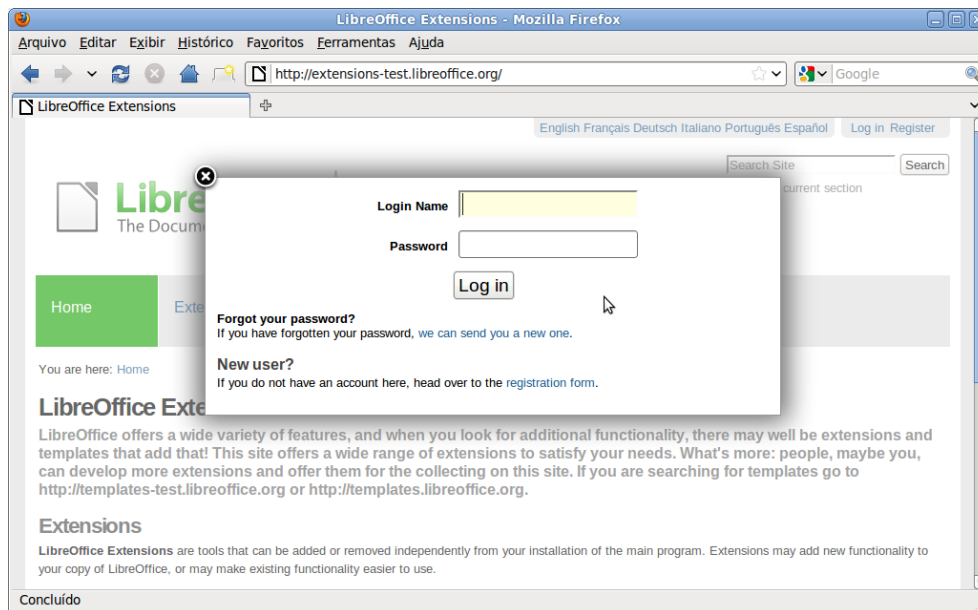 LibreOffice Extensions - Mozilla Firefox
Arquivo Editar Exibir Histórico Favoritos Ferramentas Ajuda
http://extensions-test.libreoffice.org/
Google
LibreOffice Extensions
English Français Deutsch Italiano Português Español Log in Register
Search Site
Search
current section
Libre
The Docum
Login Name
Password
Log in
Home
Exte
Forgot your password?
If you have forgotten your password, we can send you a new one.
New user?
If you do not have an account here, head over to the registration form.
You are here: Home
LibreOffice Exte
LibreOffice offers a wide variety of features, and when you look for additional functionality, there may well be extensions and
templates that add that! This site offers a wide range of extensions to satisfy your needs. What's more: people, maybe you,
can develop more extensions and offer them for the collecting on this site. If you are searching for templates go to
http://templates-test.libreoffice.org or http://templates.libreoffice.org.
Extensions
LibreOffice Extensions are tools that can be added or removed independently from your installation of the main program. Extensions may add new functionality to
your copy of LibreOffice, or may make existing functionality easier to use.
Concluído